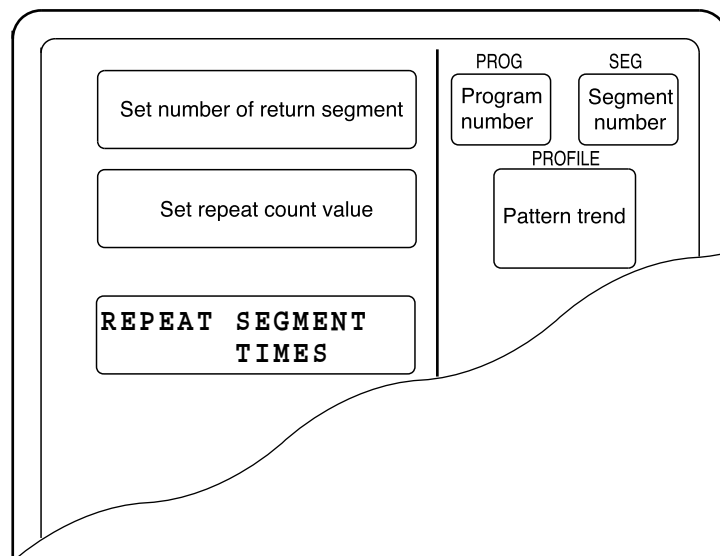 Set number of return segment
Set repeat count value
REPEAT SEGMENT
TIMES
PROG
SEG
Program
number
Segment
number
PROFILE
Pattern trend